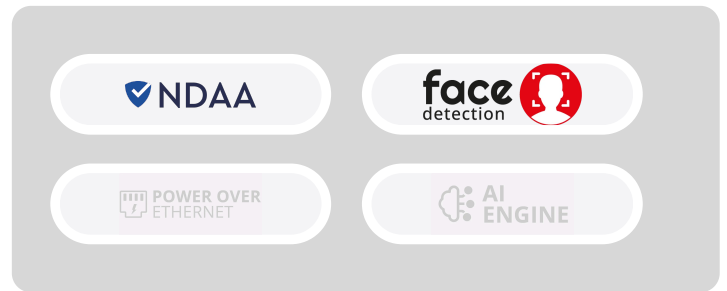 NDAA
face
detection
POWER OVER
ETHERNET
AI
ENGINE